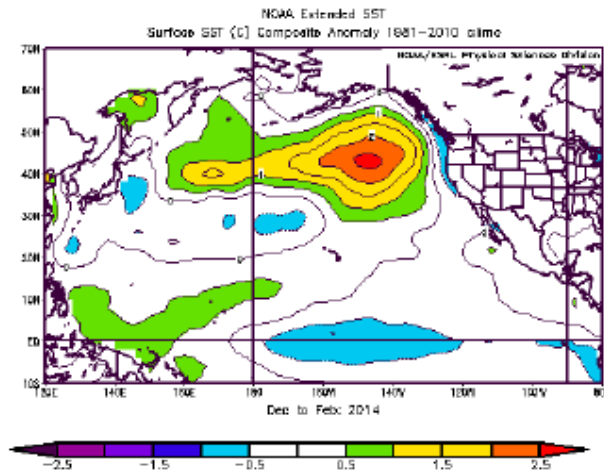 NOAA Extended SST
Surface SST (C) Composite Anomaly 1981-2010 climo
NOAA/ESRL Physical Sciences Division
70N
60N
50N
40N
30N
20N
10N
EQ
10S
120E 140E 160E 180 160W 140W 120W 100W 80W
Dec to Feb: 2014
-2.5 -1.5 -0.5 0.5 1.5 2.5